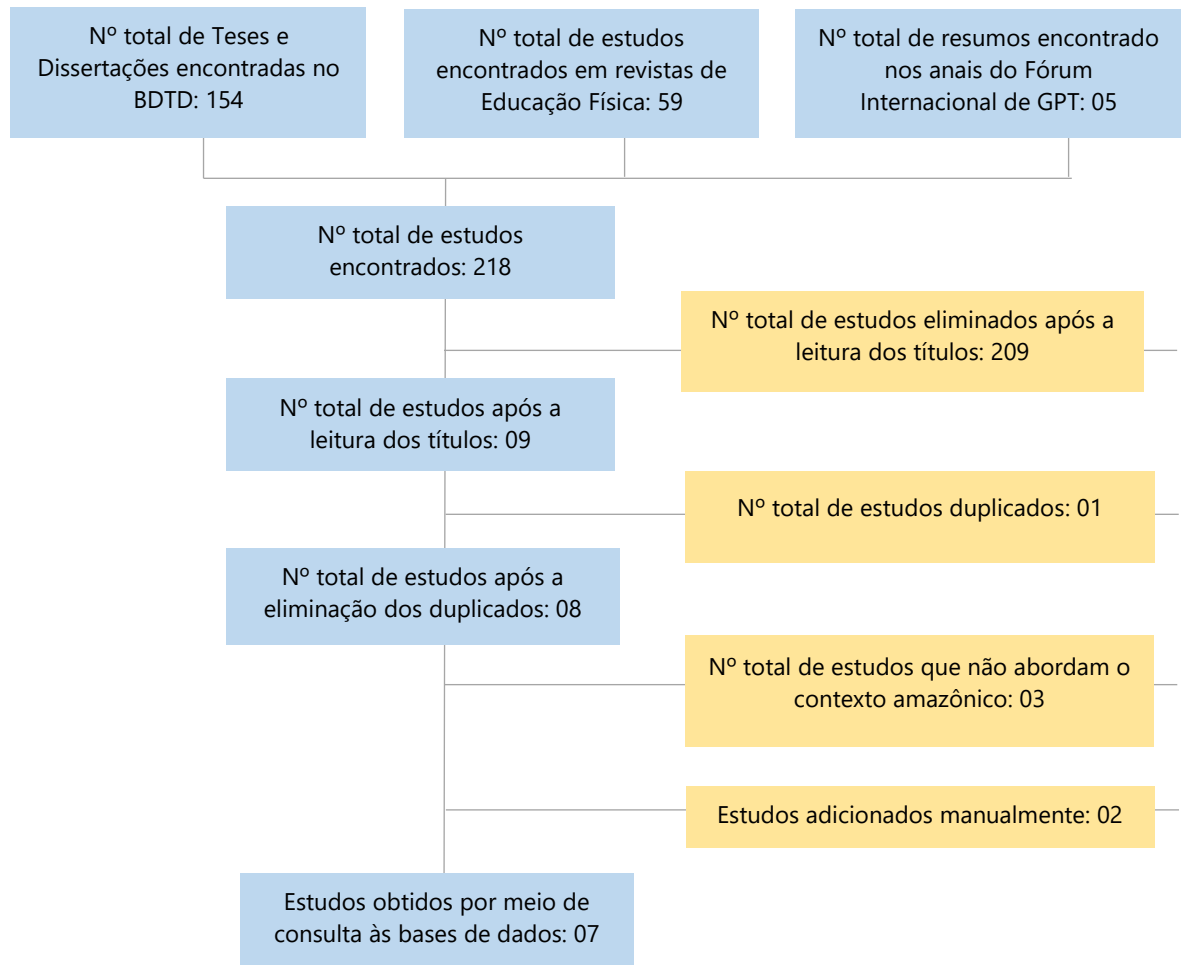 Nº total de Teses e
Dissertações encontradas no
BDTD: 154
Nº total de estudos
encontrados em revistas de
Educação Física: 59
Nº total de resumos encontrado
nos anais do Fórum
Internacional de GPT: 05
Nº total de estudos
encontrados: 218
Nº total de estudos eliminados após a
leitura dos títulos: 209
Nº total de estudos após a
leitura dos títulos: 09
Nº total de estudos duplicados: 01
Nº total de estudos após a
eliminação dos duplicados: 08
Nº total de estudos que não abordam o
contexto amazônico: 03
Estudos adicionados manualmente: 02
Estudos obtidos por meio de
consulta às bases de dados: 07